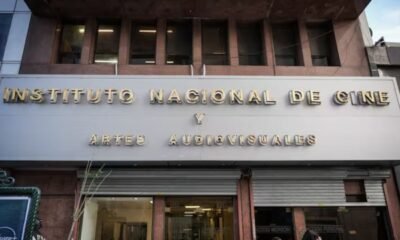 INSTITUTO NACIONAL DE CINE
Y
ARTES AUDIOVISUALES